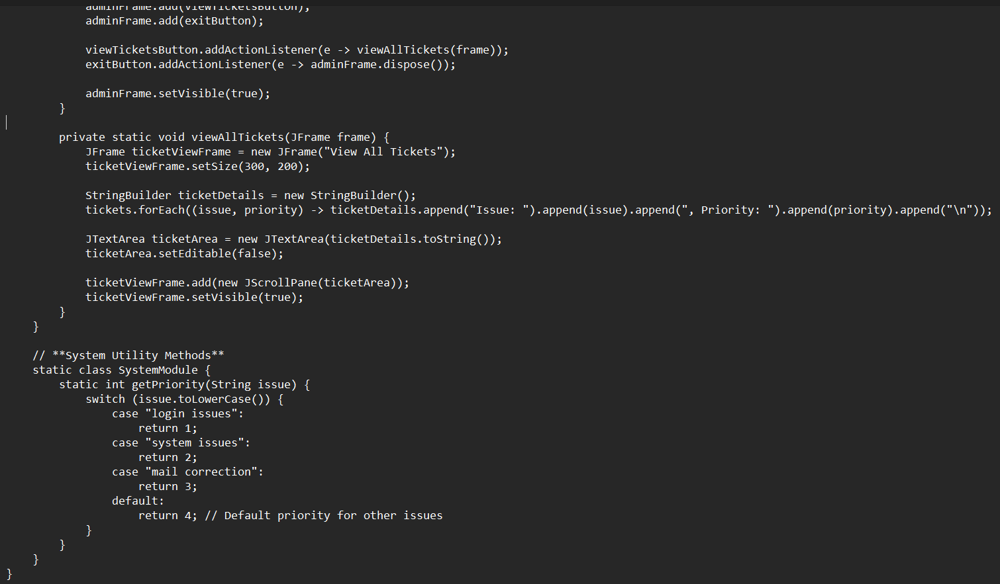 adminFrame.add(viewTicketsButton);
adminFrame.add(exitButton);
viewTicketsButton.addActionListener(e -> viewAllTickets(frame));
exitButton.addActionListener(e -> adminFrame.dispose());
adminFrame.setVisible(true);
}
private static void viewAllTickets(JFrame frame) {
JFrame ticketViewFrame = new JFrame("View All Tickets");
ticketViewFrame.setSize(300, 200);
StringBuilder ticketDetails = new StringBuilder();
tickets.forEach((issue, priority) -> ticketDetails.append("Issue: ").append(issue).append(", Priority: ").append(priority).append("\n"));
JTextArea ticketArea = new JTextArea(ticketDetails.toString());
ticketArea.setEditable(false);
ticketViewFrame.add(new JScrollPane(ticketArea));
ticketViewFrame.setVisible(true);
}
}
// **System Utility Methods**
static class SystemModule {
static int getPriority(String issue) {
switch (issue.toLowerCase()) {
case "login issues":
return 1;
case "system issues":
return 2;
case "mail correction":
return 3;
default:
return 4; // Default priority for other issues
}
}
}
}